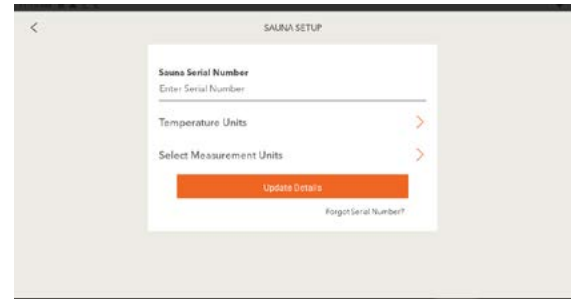 SAUNA SETUP
Sauna Serial Number
Enter Serial Number
Temperature Units
Select Measurement Units
Update Details
Forgot Serial Number?